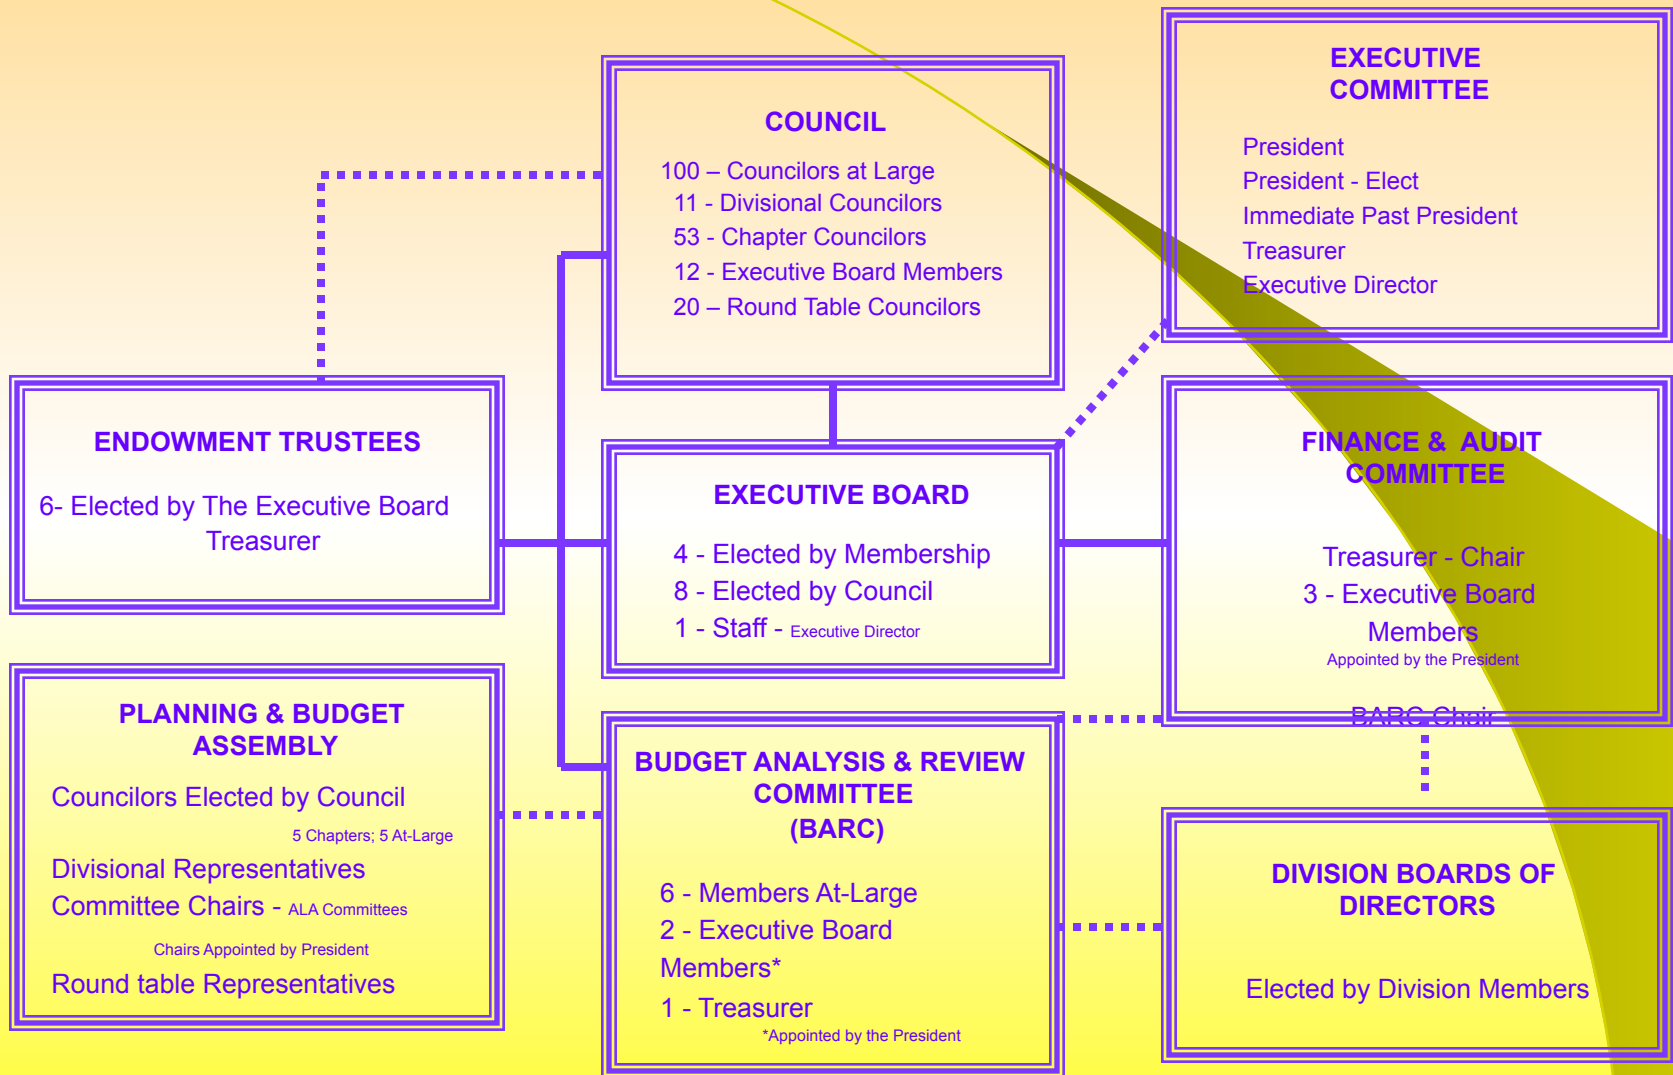 COUNCIL
100 – Councilors at Large
11 - Divisional Councilors
53 - Chapter Councilors
12 - Executive Board Members
20 – Round Table Councilors
EXECUTIVE
COMMITTEE
President
President - Elect
Immediate Past President
Treasurer
Executive Director
ENDOWMENT TRUSTEES
6- Elected by The Executive Board
Treasurer
EXECUTIVE BOARD
4 - Elected by Membership
8 - Elected by Council
1 - Staff - Executive Director
FINANCE & AUDIT
COMMITTEE
Treasurer - Chair
3 - Executive Board
Members
Appointed by the President
BARC Chair
PLANNING & BUDGET
ASSEMBLY
Councilors Elected by Council
5 Chapters; 5 At-Large
Divisional Representatives
Committee Chairs - ALA Committees
Chairs Appointed by President
Round table Representatives
BUDGET ANALYSIS & REVIEW
COMMITTEE
(BARC)
6 - Members At-Large
2 - Executive Board
Members*
1 - Treasurer
*Appointed by the President
DIVISION BOARDS OF
DIRECTORS
Elected by Division Members